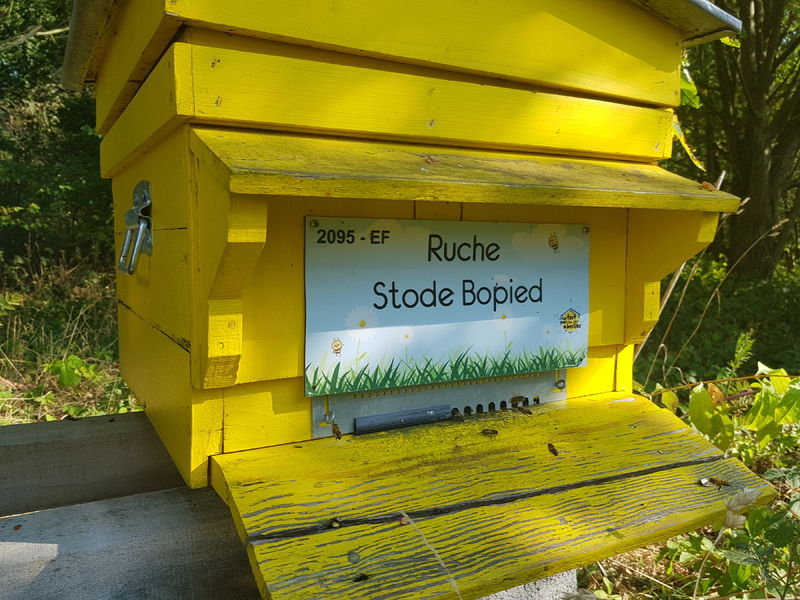 2095 - EF
Ruche
Stode Bopied